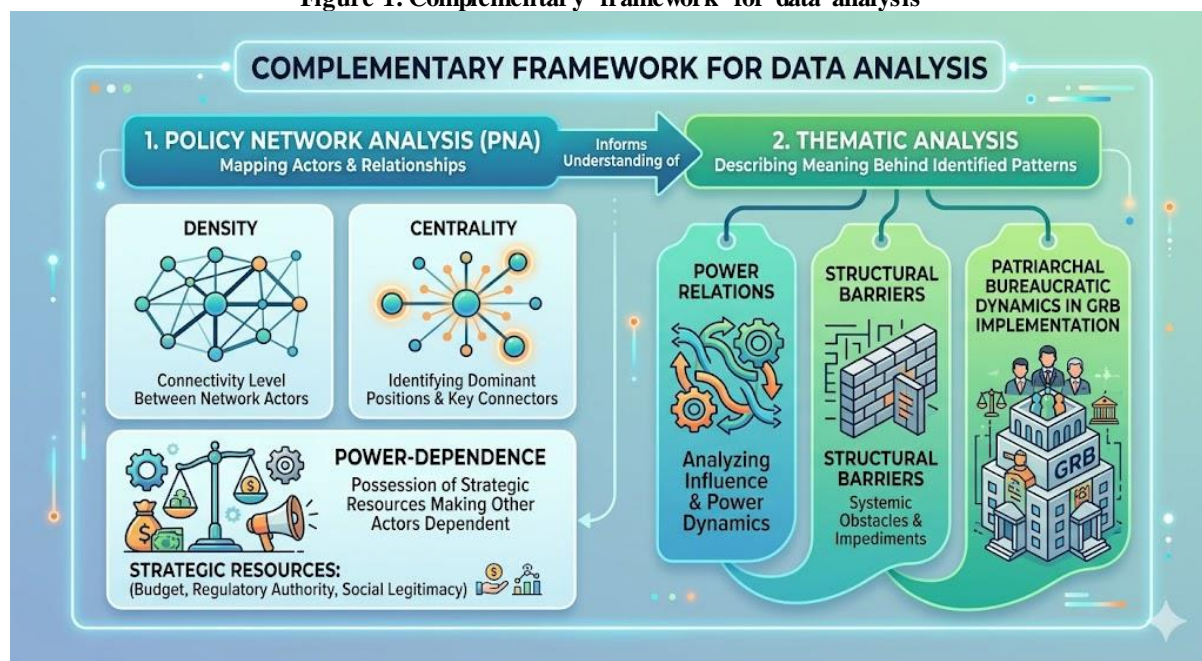 Figure 1. Complementary framework for data analysis
COMPLEMENTARY FRAMEWORK FOR DATA ANALYSIS
1. POLICY NETWORK ANALYSIS (PNA)
Mapping Actors & Relationships
Informs
Understanding of
2. THEMATIC ANALYSIS
Describing Meaning Behind Identified Patterns
DENSITY
Connectivity Level
Between Network Actors
CENTRALITY
Identifying Dominant
Positions & Key Connectors
POWER-DEPENDENCE
Possession of Strategic
Resources Making Other
Actors Dependent
STRATEGIC RESOURCES:
(Budget, Regulatory Authority, Social Legitimacy)
POWER
RELATIONS
Analyzing
Influence
& Power
Dynamics
STRUCTURAL
BARRIERS
STRUCTURAL
BARRIERS
Systemic
Obstacles &
Impediments
PATRIARCHAL
BUREAUCRATIC
DYNAMICS IN GRB
IMPLEMENTATION
GRB